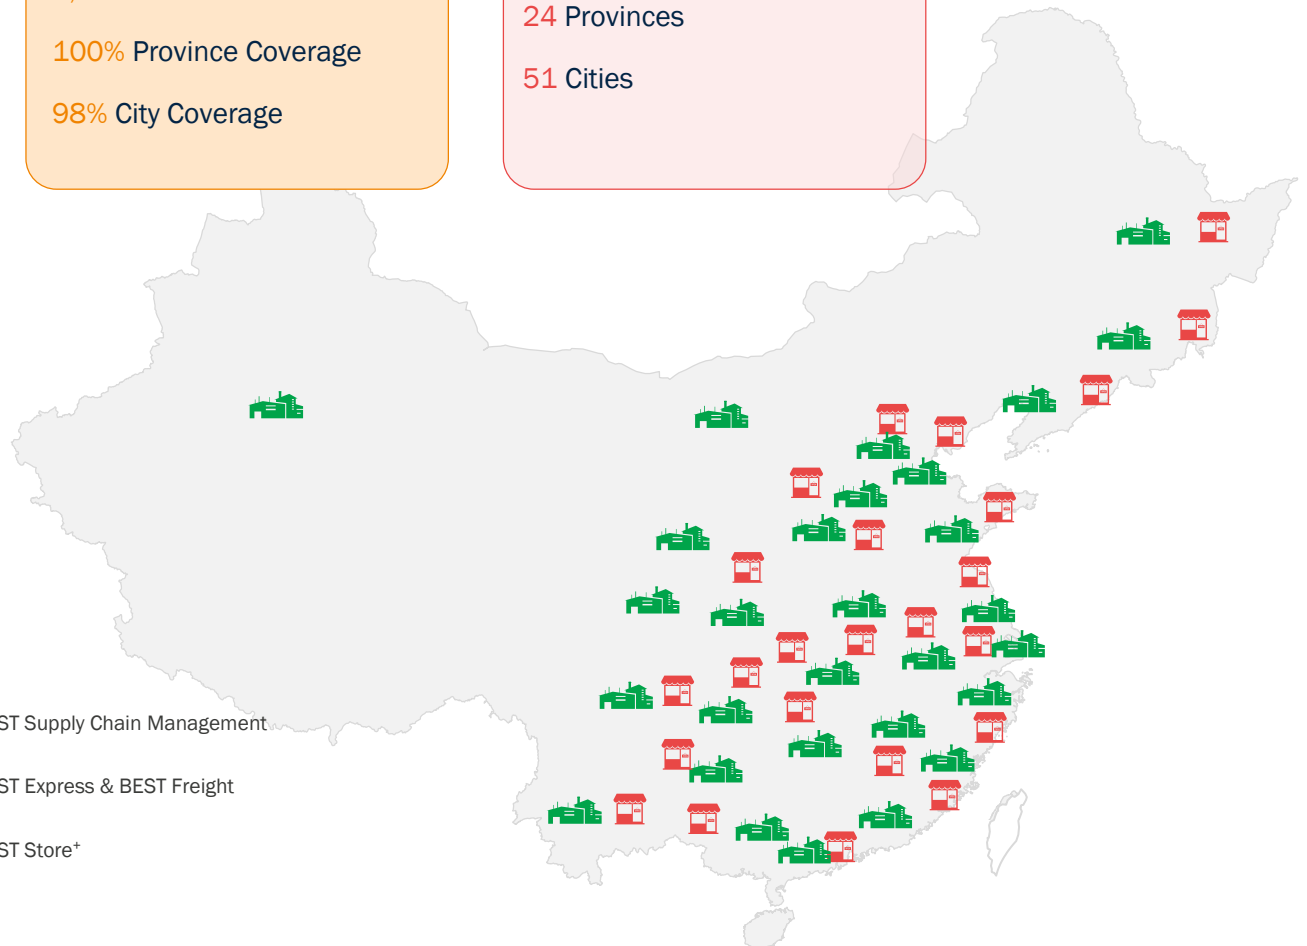 100% Province Coverage
98% City Coverage
24 Provinces
51 Cities
ST Supply Chain Management
ST Express & BEST Freight
ST Store⁺